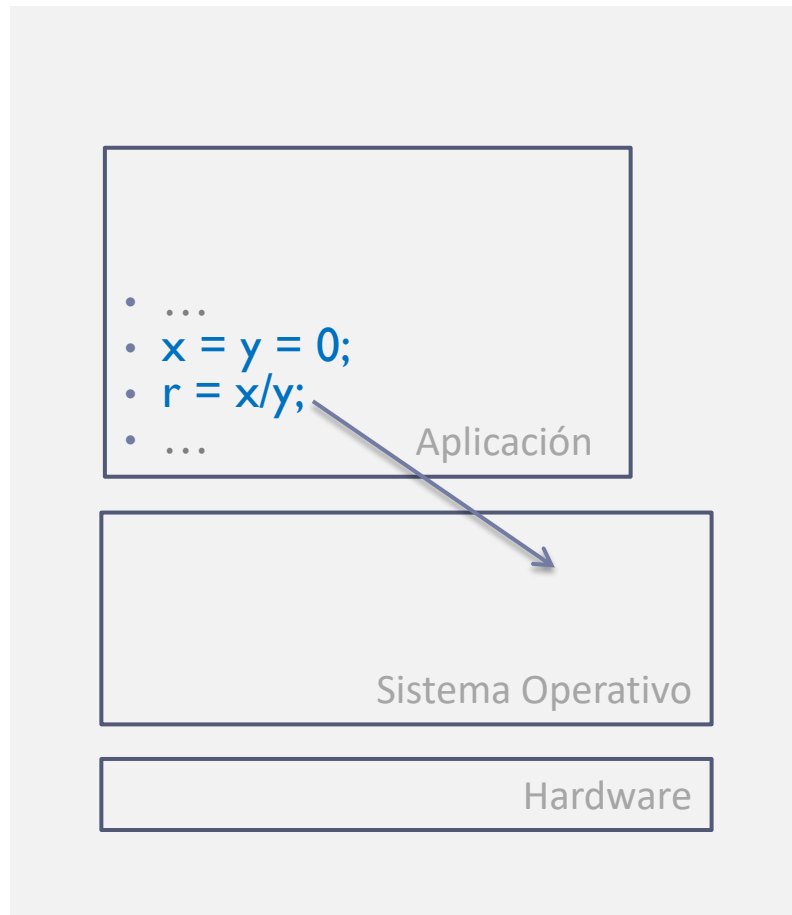 • ...
• x = y = 0;
• r = x/y;
• ...
Aplicación
Sistema Operativo
Hardware